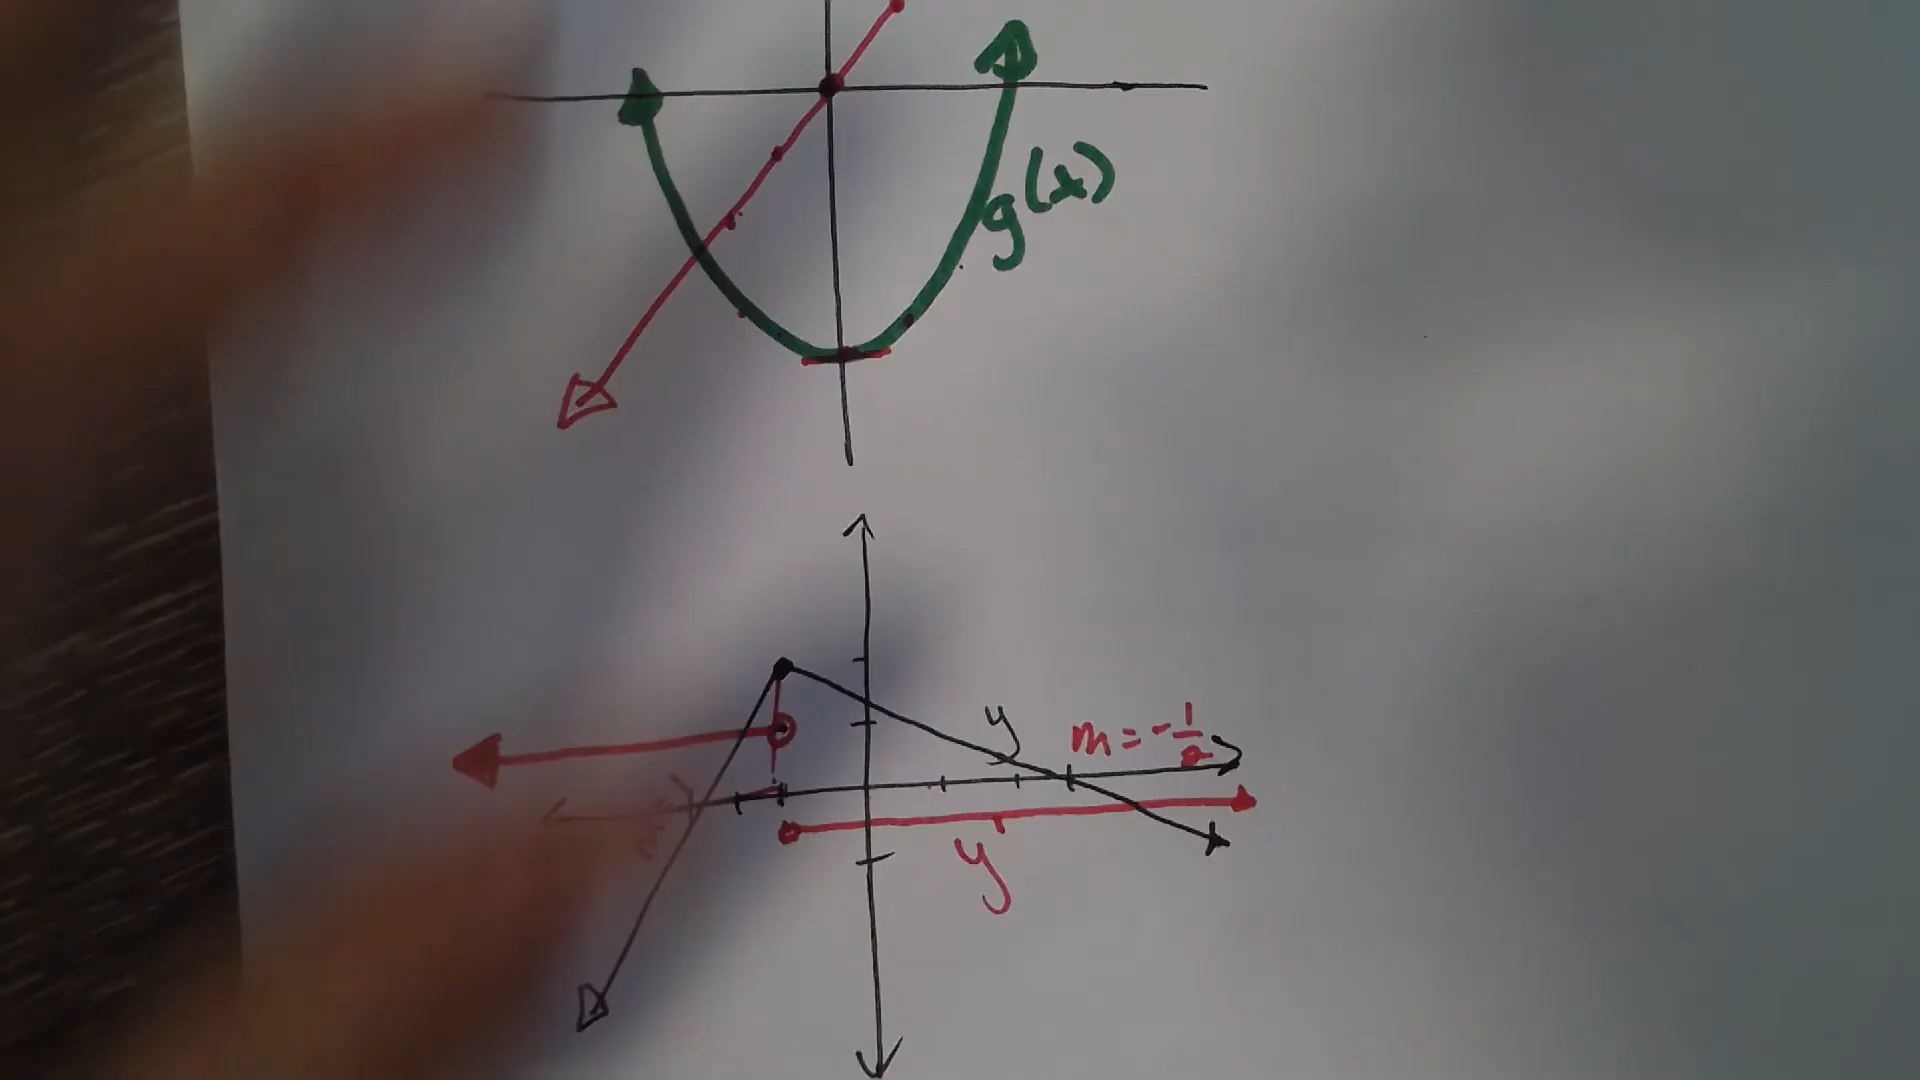 g(x)
y
m = -1/2
y